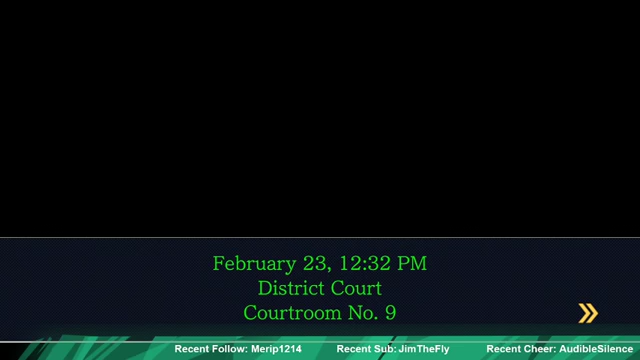 February 23, 12:32 PM
District Court
Courtroom No. 9
Recent Follow: Merip1214 Recent Sub: JimTheFly Recent Cheer: AudibleSilence